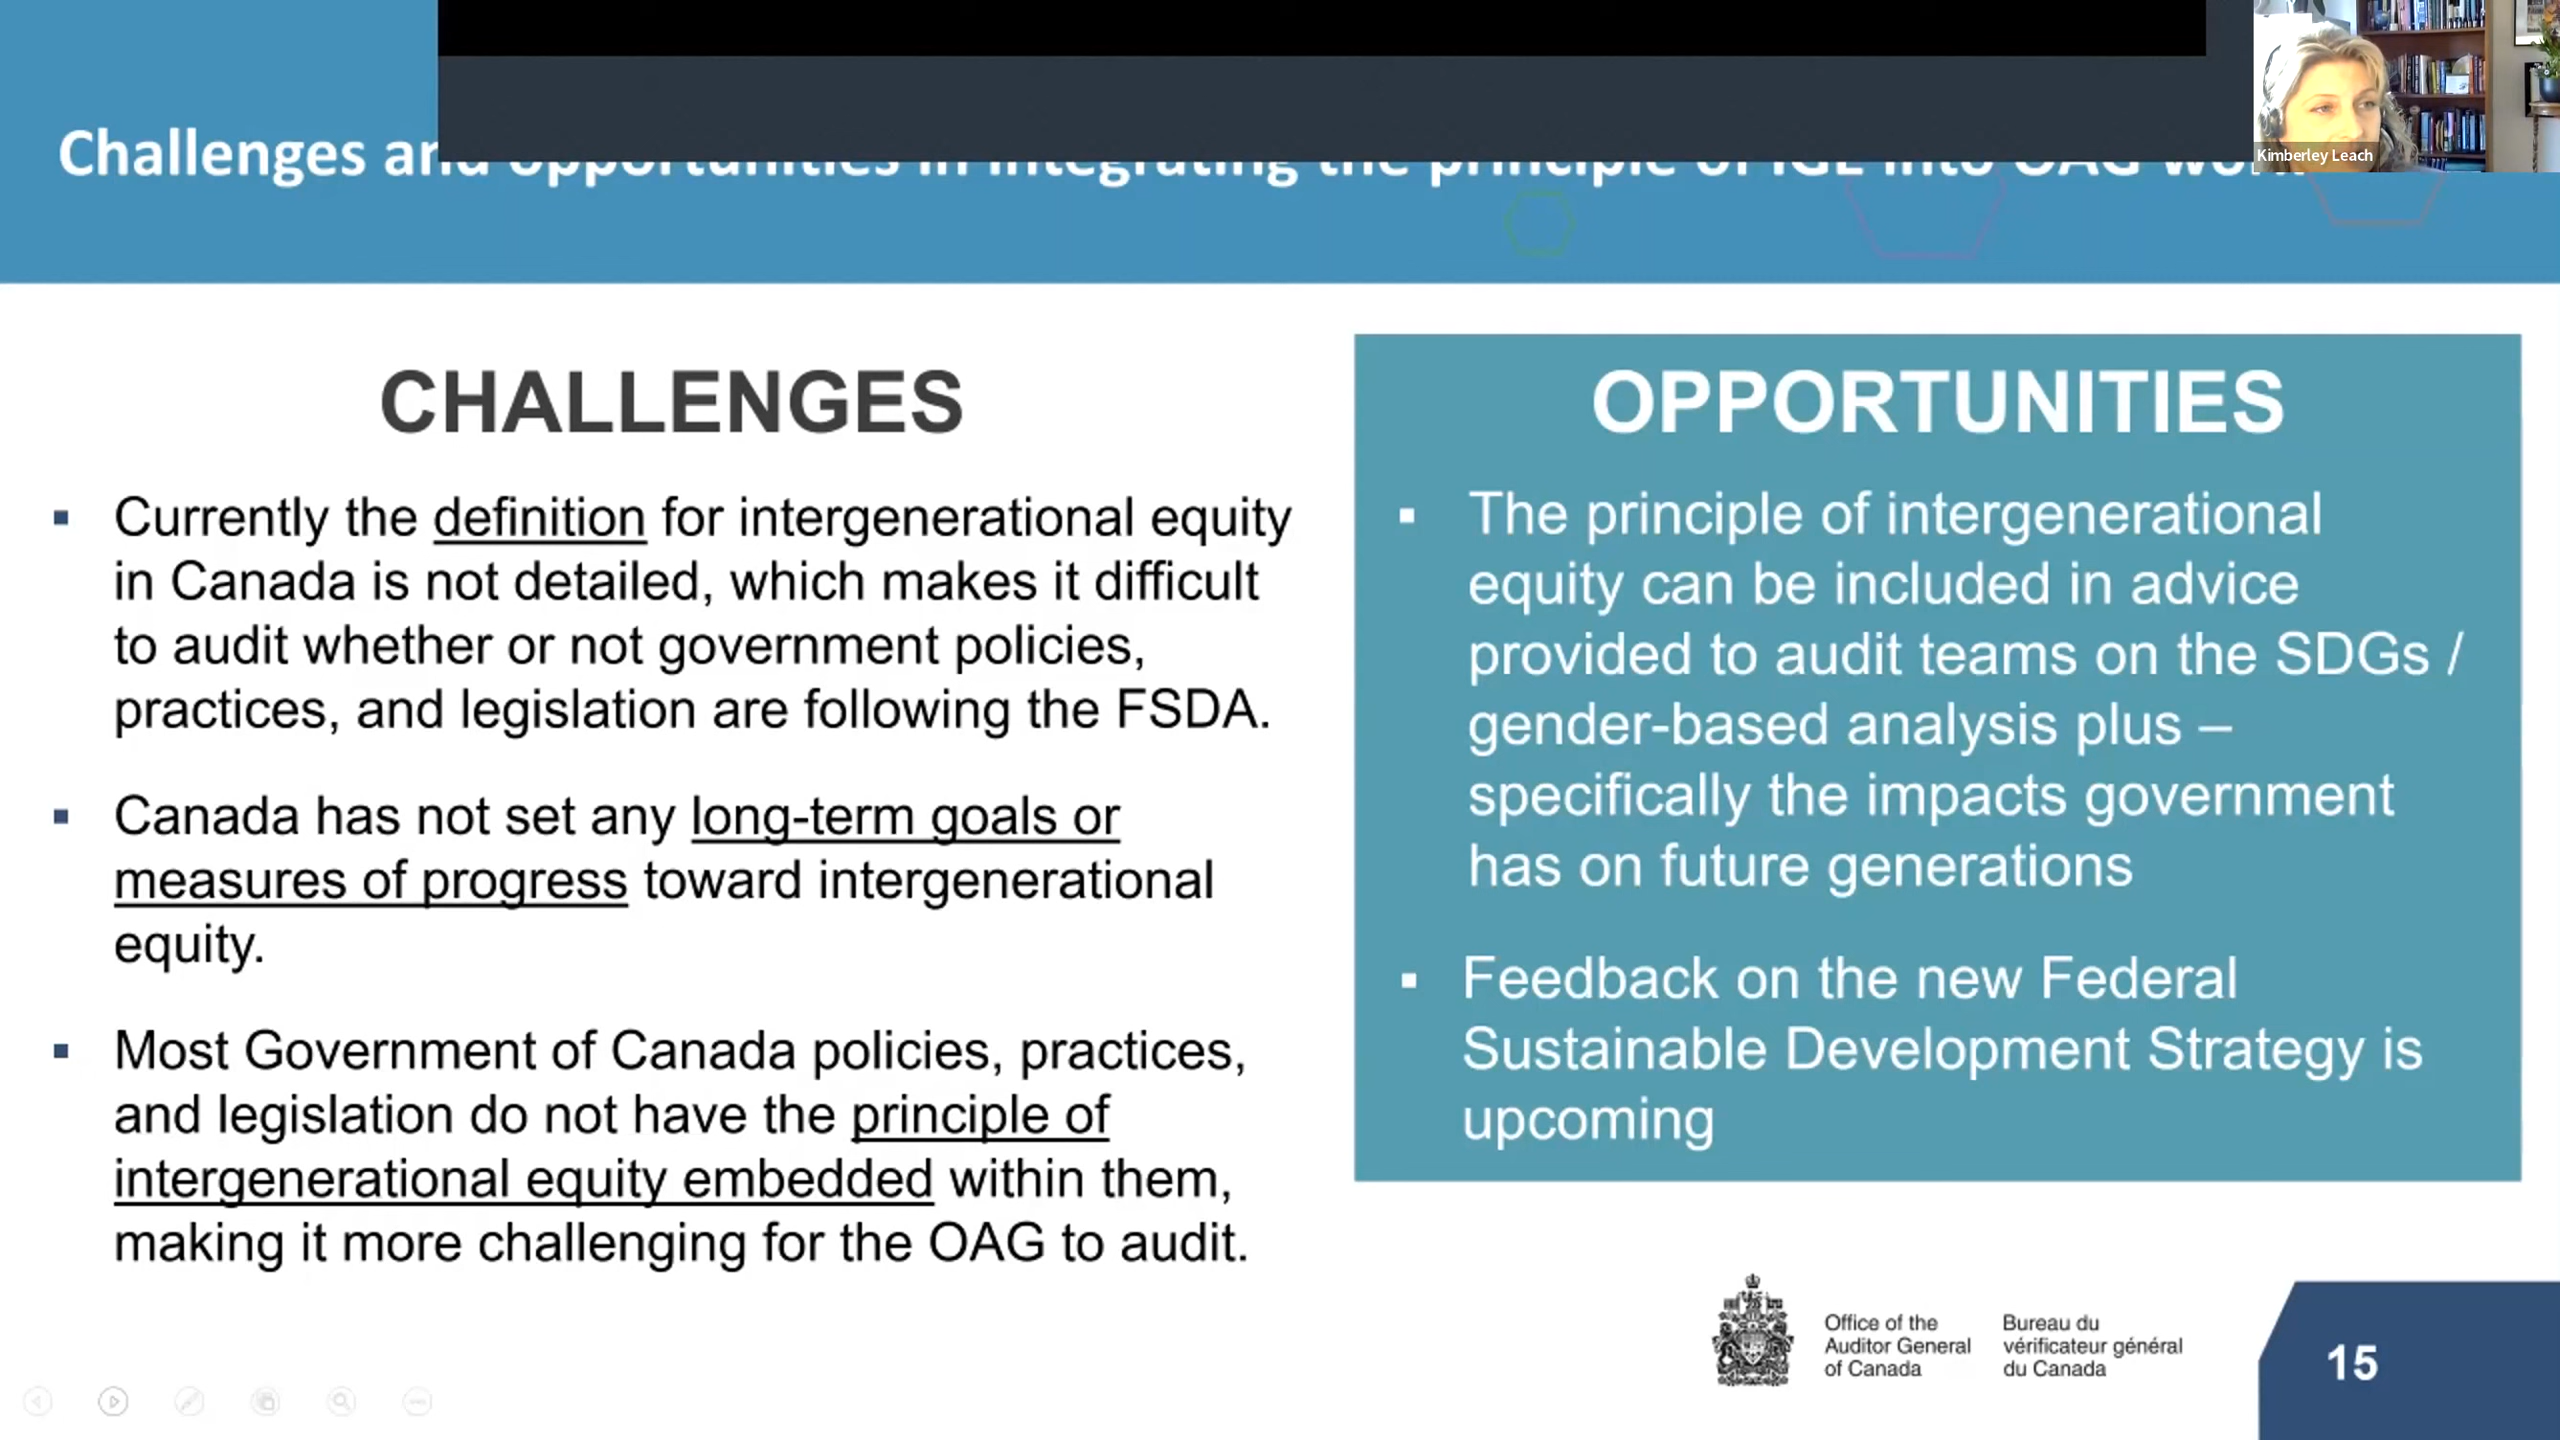 Challenges and opportunities in integrating the principle of IGE into OAG work
Kimberley Leach
CHALLENGES
▪ Currently the definition for intergenerational equity
in Canada is not detailed, which makes it difficult
to audit whether or not government policies,
practices, and legislation are following the FSDA.
▪ Canada has not set any long-term goals or
measures of progress toward intergenerational
equity.
▪ Most Government of Canada policies, practices,
and legislation do not have the principle of
intergenerational equity embedded within them,
making it more challenging for the OAG to audit.
OPPORTUNITIES
▪ The principle of intergenerational
equity can be included in advice
provided to audit teams on the SDGs /
gender-based analysis plus –
specifically the impacts government
has on future generations
▪ Feedback on the new Federal
Sustainable Development Strategy is
upcoming
Office of the
Auditor General
of Canada
Bureau du
vérificateur général
du Canada
15